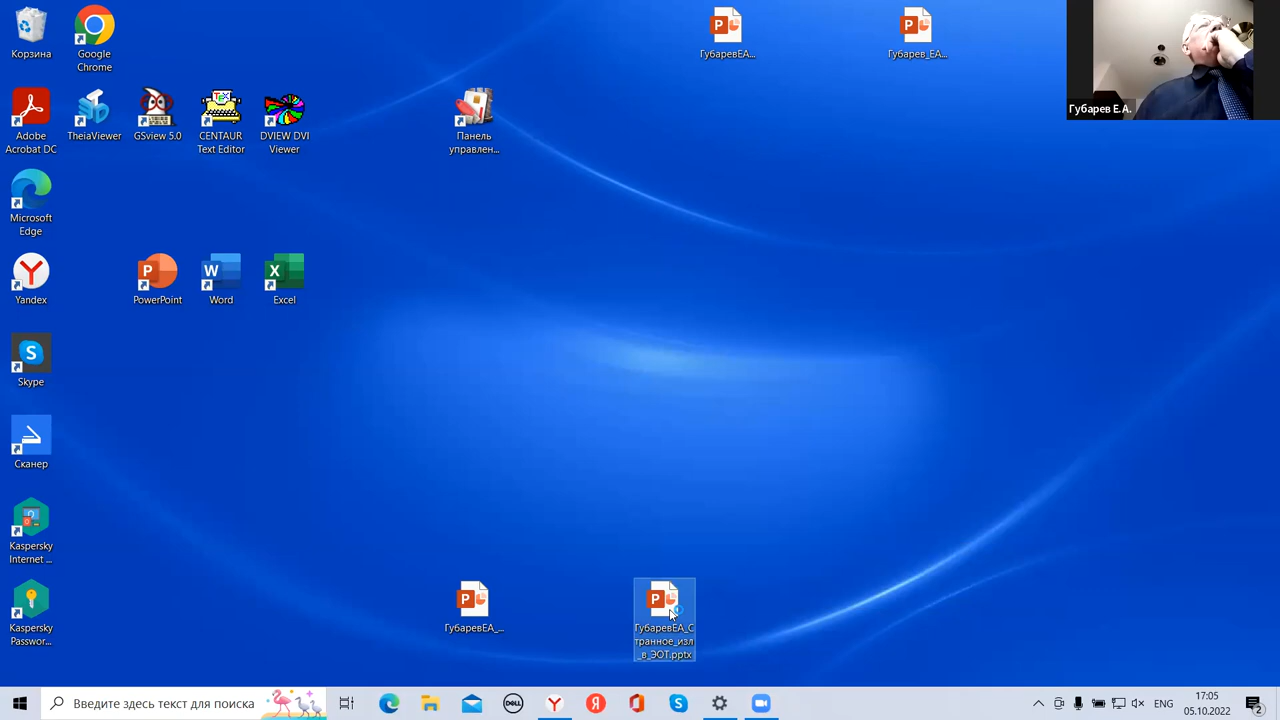 Корзина
Google
Chrome
ГубаревЕА...
Губарев_ЕА...
Губарев Е.А.
Adobe
Acrobat DC
TheiaViewer
GSview 5.0
CENTAUR
Text Editor
DVIEW DVI
Viewer
Панель
управлен...
Microsoft
Edge
Yandex
PowerPoint
Word
Excel
Skype
Сканер
Kaspersky
Internet ...
Kaspersky
Passwor...
ГубаревЕА_...
ГубаревЕА_С
транное_изл
_в_ЭОТ.pptx
Введите здесь текст для поиска
ENG
17:05
05.10.2022
2